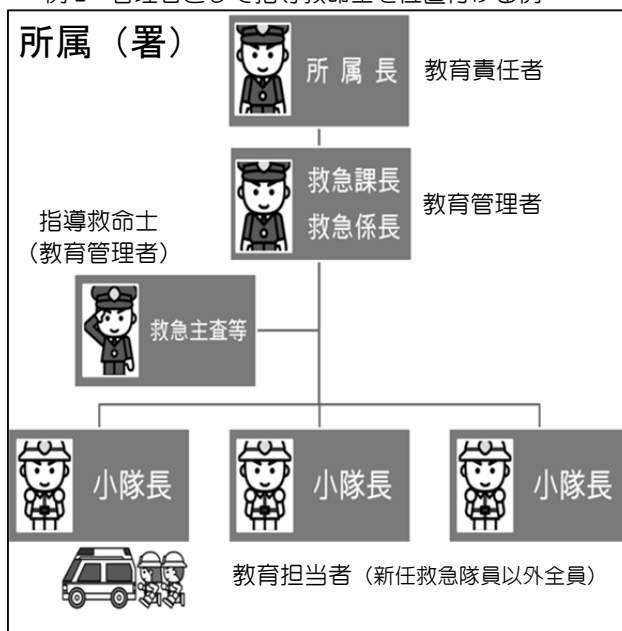 所属（署）
所属長
教育責任者
救急課長
救急係長
教育管理者
指導救命士
（教育管理者）
救急主査等
小隊長
小隊長
小隊長
教育担当者（新任救急隊員以外全員）